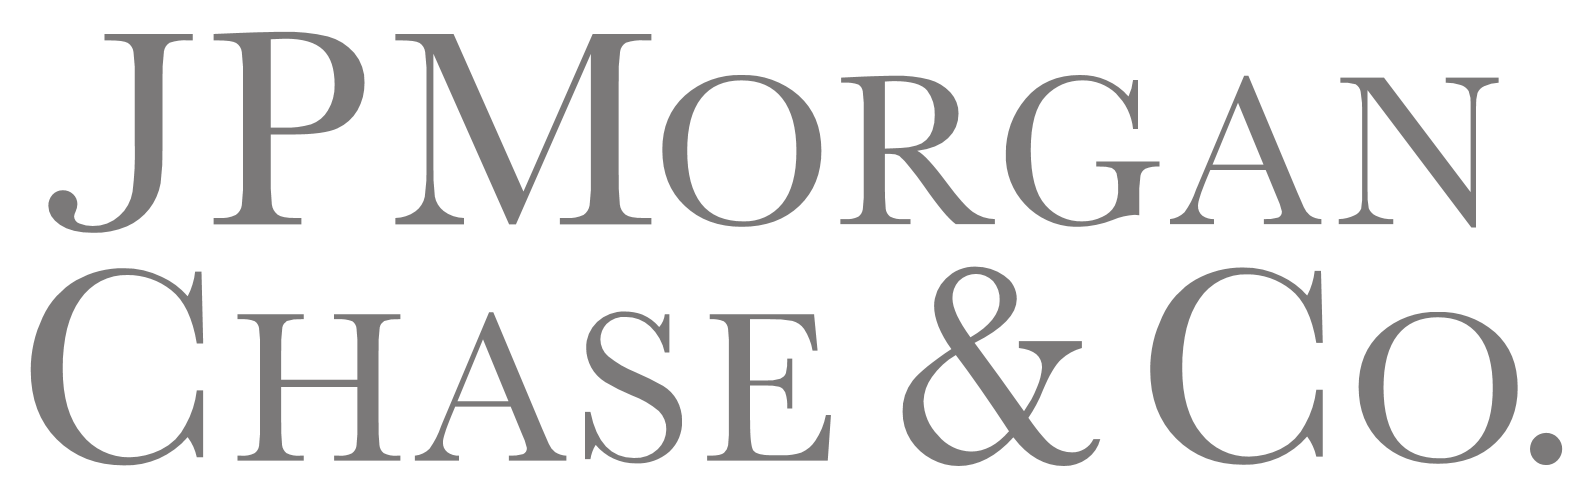 JPMORGAN
CHASE & CO.